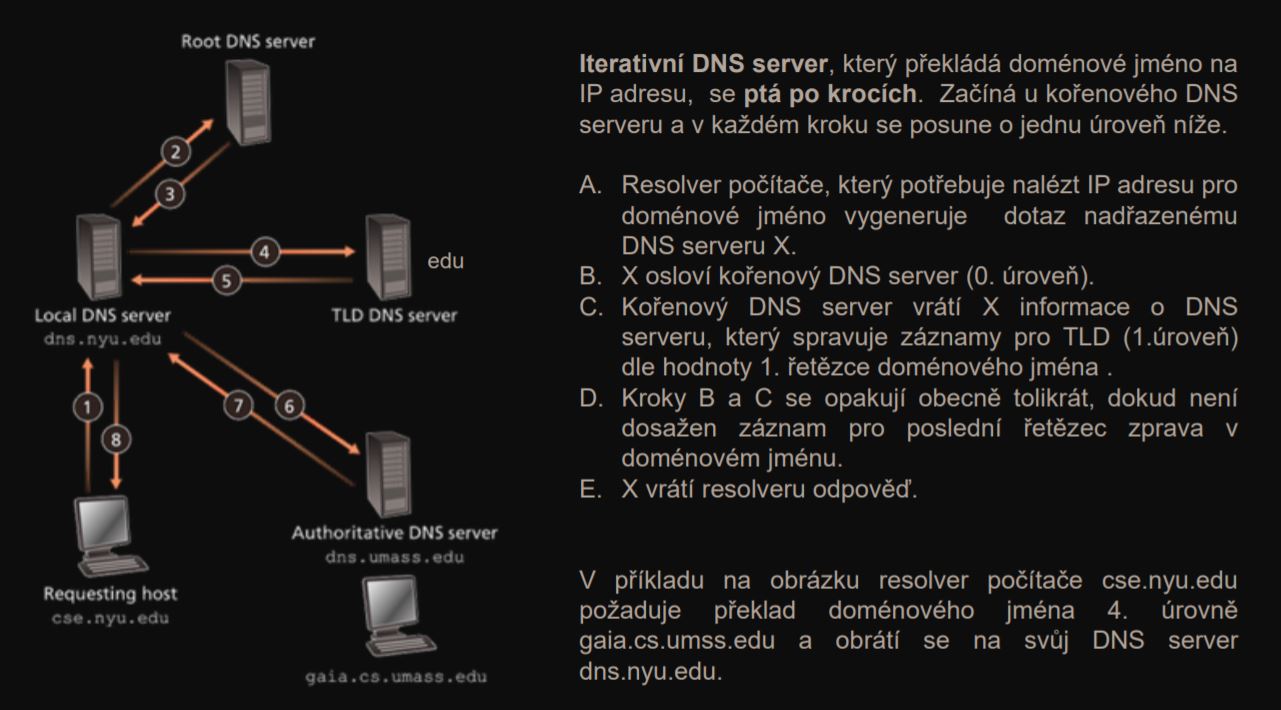 Root DNS server
2
3
4
5
edu
Local DNS server
dns.nyu.edu
TLD DNS server
1
8
7
6
Authoritative DNS server
dns.umass.edu
Requesting host
cse.nyu.edu
gaia.cs.umass.edu
Iterativní DNS server, který překládá doménové jméno na
IP adresu, se ptá po krocích. Začíná u kořenového DNS
serveru a v každém kroku se posune o jednu úroveň níže.
A. Resolver počítače, který potřebuje nalézt IP adresu pro
doménové jméno vygeneruje dotaz nadřazenému
DNS serveru X.
B. X osloví kořenový DNS server (0. úroveň).
C. Kořenový DNS server vrátí X informace o DNS
serveru, který spravuje záznamy pro TLD (1.úroveň)
dle hodnoty 1. řetězce doménového jména .
D. Kroky B a C se opakují obecně tolikrát, dokud není
dosažen záznam pro poslední řetězec zprava v
doménovém jménu.
E. X vrátí resolveru odpověď.
V příkladu na obrázku resolver počítače cse.nyu.edu
požaduje překlad doménového jména 4. úrovně
gaia.cs.umss.edu a obrátí se na svůj DNS server
dns.nyu.edu.